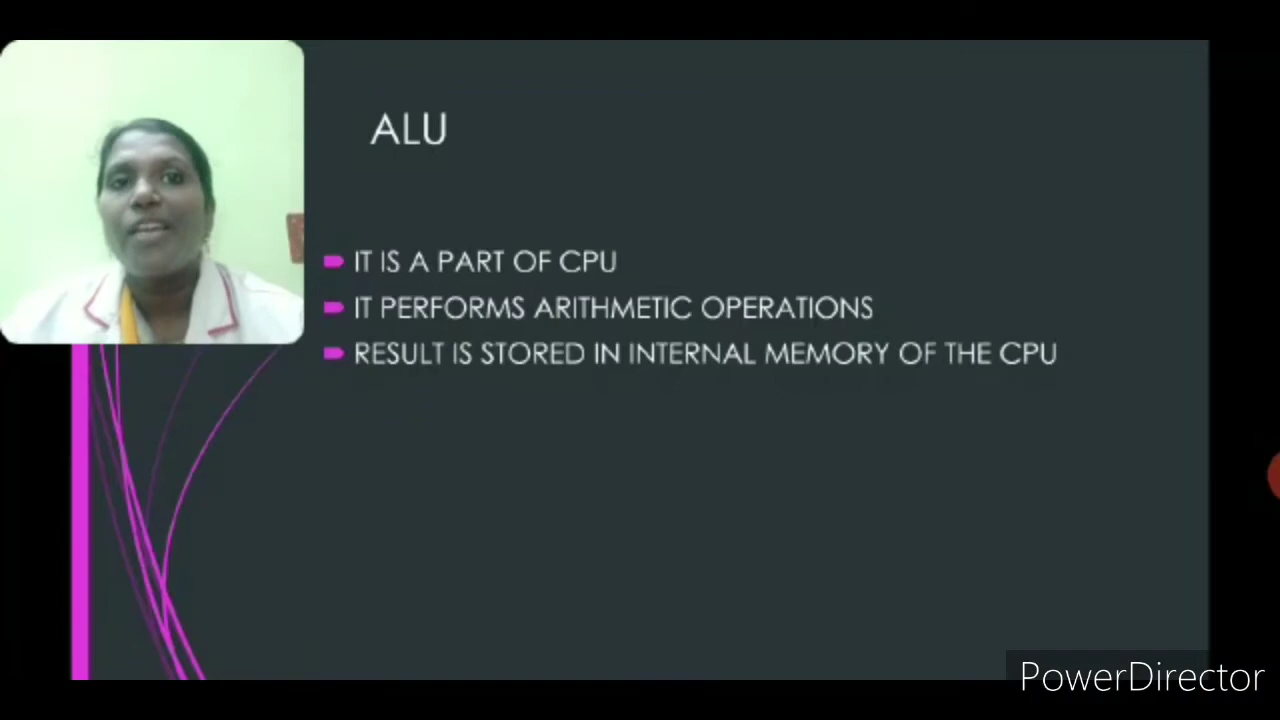 ALU
IT IS A PART OF CPU
IT PERFORMS ARITHMETIC OPERATIONS
RESULT IS STORED IN INTERNAL MEMORY OF THE CPU
PowerDirector